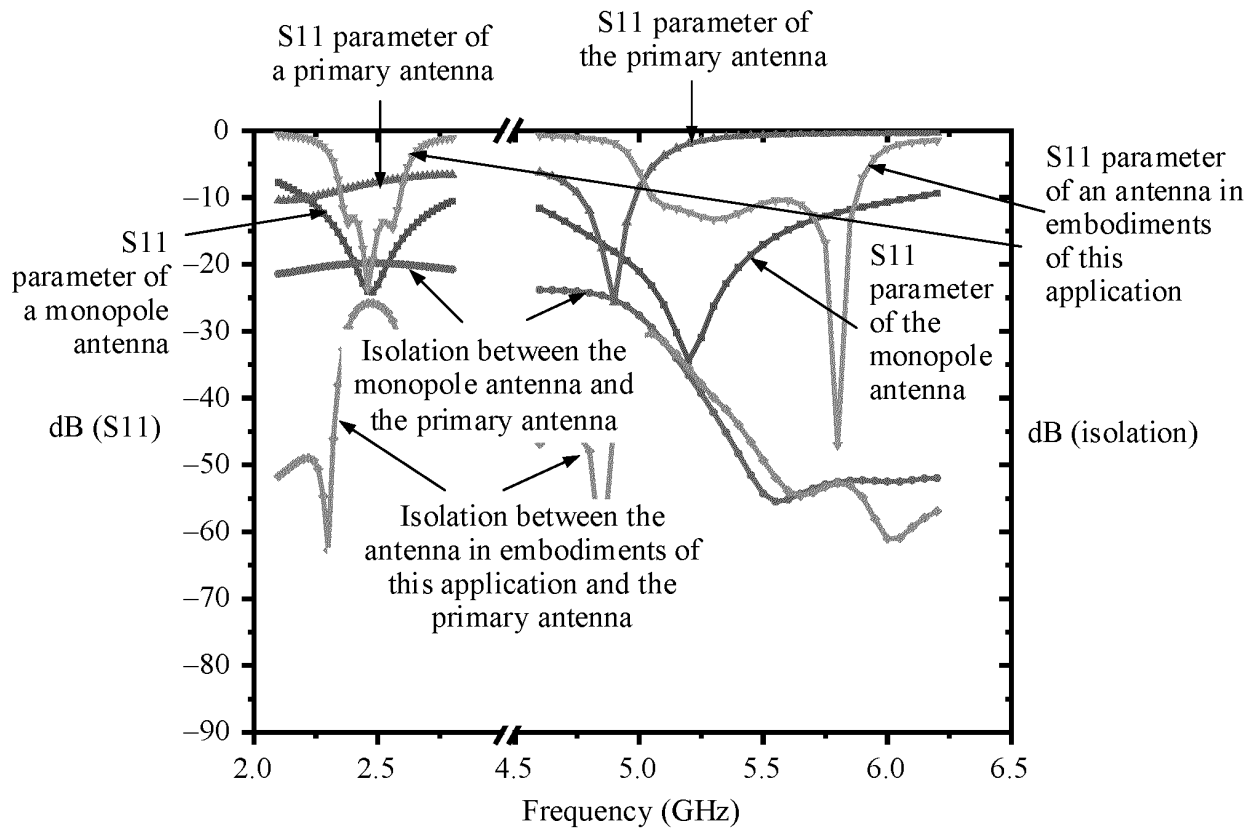 S11 parameter of
a primary antenna
S11 parameter of
the primary antenna
0
–10
–20
–30
–40
–50
–60
–70
–80
–90
dB (S11)
S11
parameter of
a monopole
antenna
Isolation between the
monopole antenna and
the primary antenna
Isolation between the
antenna in embodiments of
this application and the
primary antenna
S11
parameter
of the
monopole
antenna
S11 parameter
of an antenna in
embodiments
of this
application
dB (isolation)
2.0
2.5
4.5
5.0
5.5
6.0
6.5
Frequency (GHz)